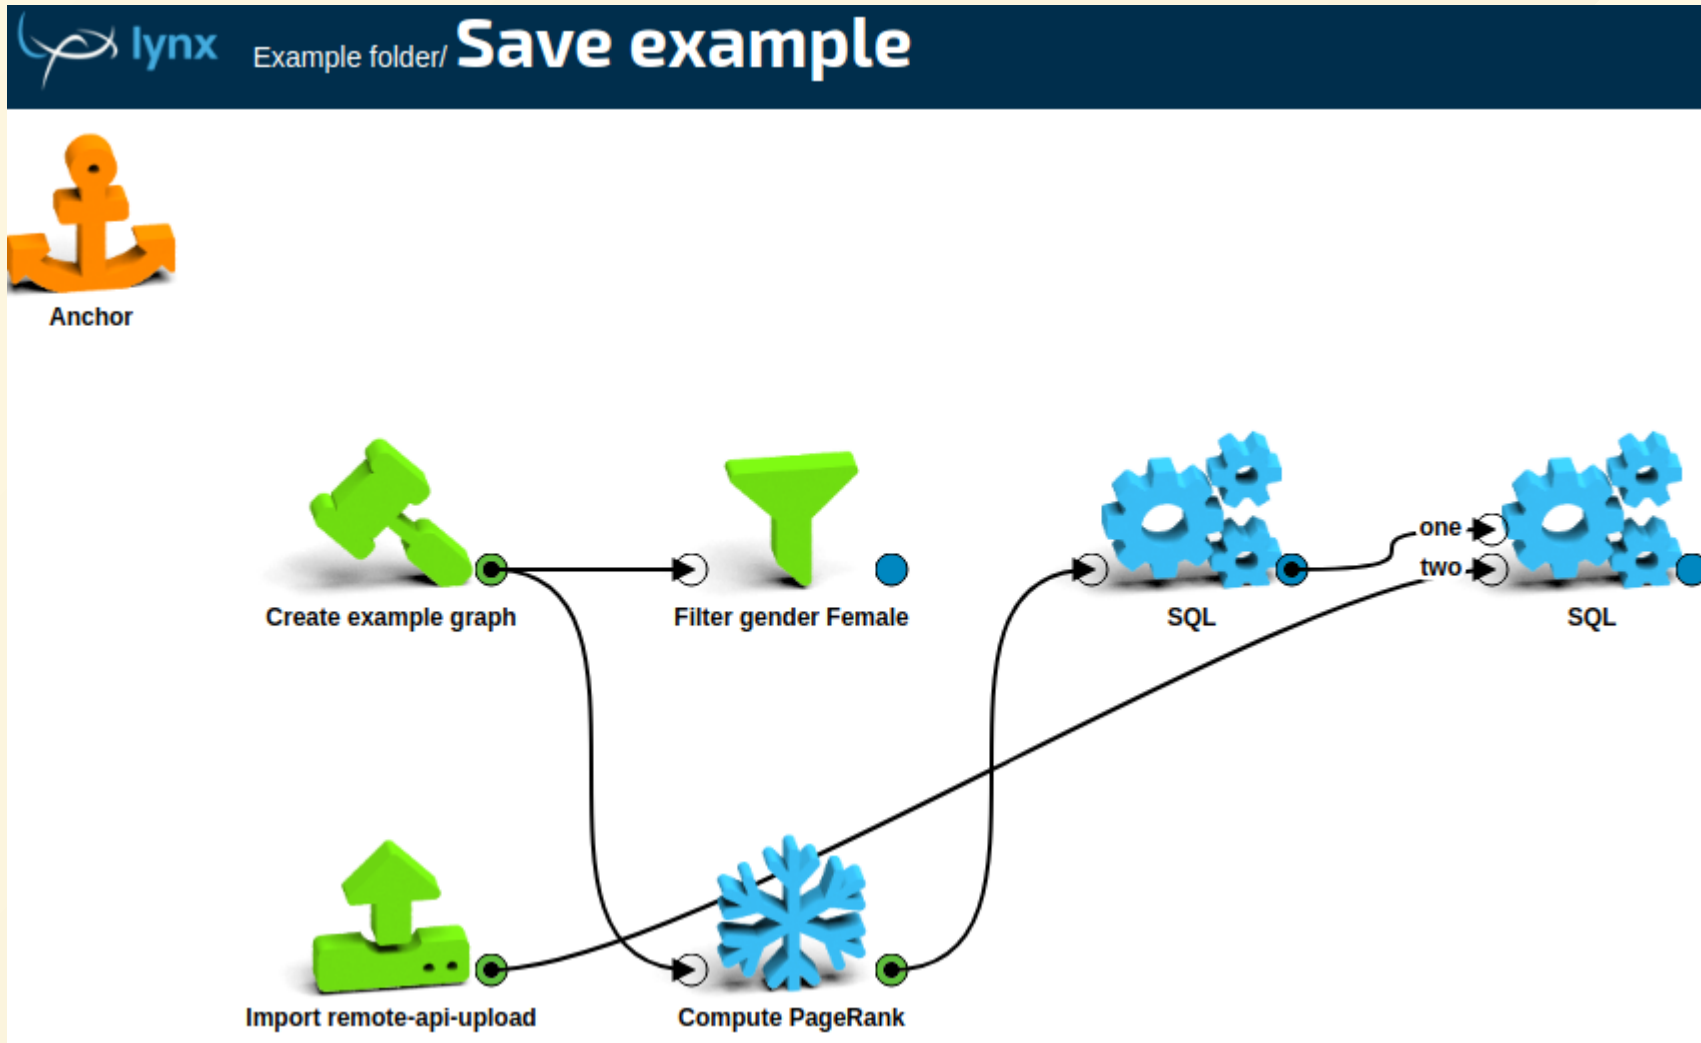 lynx Example folder/ Save example
Anchor
one
two
Create example graph Filter gender Female SQL SQL
Import remote-api-upload Compute PageRank